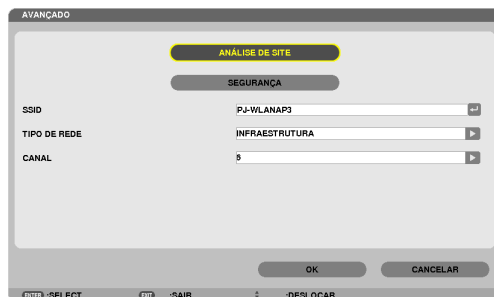 AVANÇADO
ANÁLISE DE SITE
SEGURANÇA
SSID PJ-WLANAP3
TIPO DE REDE INFRAESTRUTURA
CANAL 6
OK CANCELAR
ENTER :SELECT EXIT :SAIR :DESLOCAR